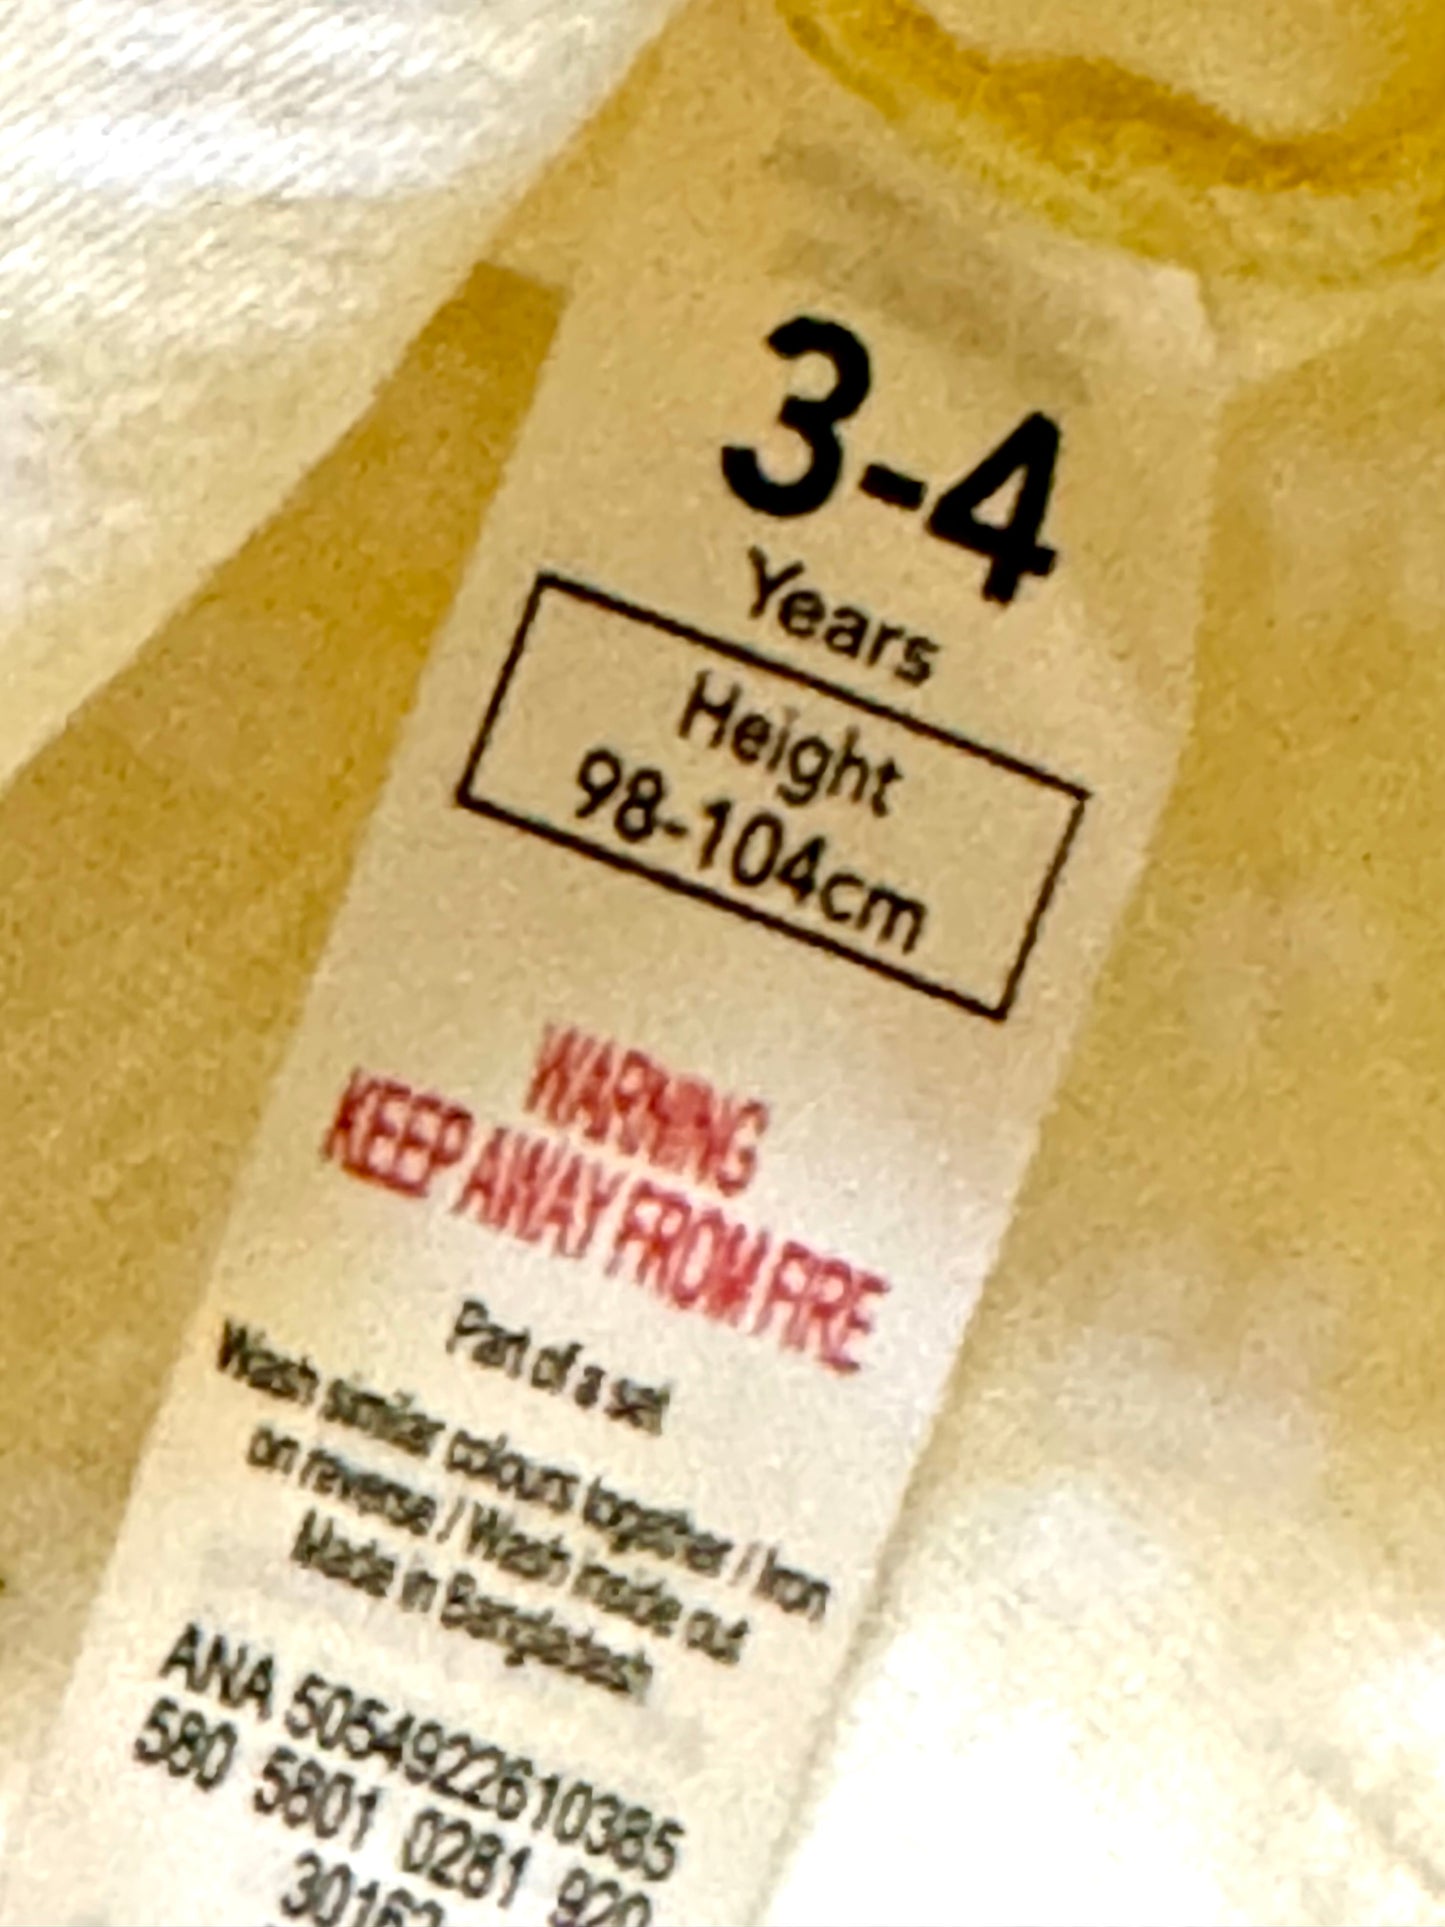 3-4
Years
Height
98-104cm
WARNING
KEEP AWAY FROM FIRE
Part of a set
Wash similar colours together / Iron
on reverse / Wash inside out
Made in Bangladesh
ANA 5054922610385
580 5801 0281 920
30162